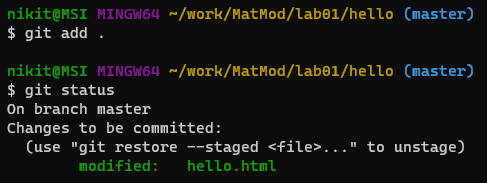 nikit@MSI MINGW64 ~/work/MatMod/lab01/hello (master)
$ git add .
nikit@MSI MINGW64 ~/work/MatMod/lab01/hello (master)
$ git status
On branch master
Changes to be committed:
  (use "git restore --staged <file>..." to unstage)
        modified:   hello.html